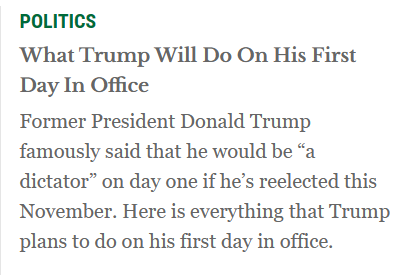 POLITICS
What Trump Will Do On His First
Day In Office
Former President Donald Trump
famously said that he would be “a
dictator” on day one if he’s reelected this
November. Here is everything that Trump
plans to do on his first day in office.